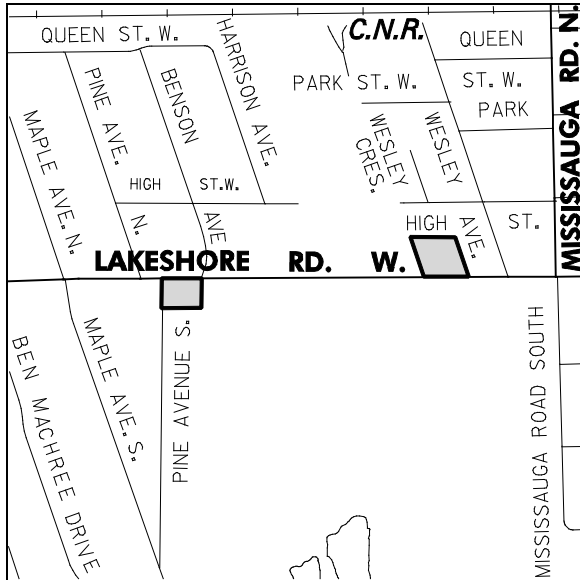 C.N.R.
QUEEN ST. W.
HARRISON AVE.
QUEEN
ST. W.
PARK ST. W.
PARK
MISSISSAUGA RD. N.
PINE AVE. N.
BENSON AVE
MAPLE AVE. N.
WESLEY CRES.
WESLEY AVE.
HIGH ST. W.
HIGH ST.
LAKESHORE RD. W.
MAPLE AVE. S.
PINE AVENUE S.
BEN MACHREE DRIVE
MISSISSAUGA ROAD SOUTH